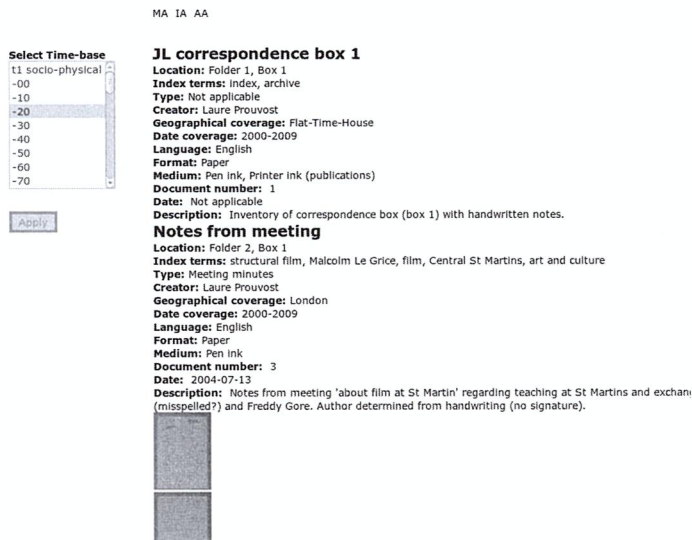 MA IA AA
Select Time-base
t1 socio-physical
-00
-10
-20
-30
-40
-50
-60
-70
Apply
JL correspondence box 1
Location: Folder 1, Box 1
Index terms: index, archive
Type: Not applicable
Creator: Laure Prouvost
Geographical coverage: Flat-Time-House
Date coverage: 2000-2009
Language: English
Format: Paper
Medium: Pen ink, Printer ink (publications)
Document number: 1
Date: Not applicable
Description: Inventory of correspondence box (box 1) with handwritten notes.
Notes from meeting
Location: Folder 2, Box 1
Index terms: structural film, Malcolm Le Grice, film, Central St Martins, art and culture
Type: Meeting minutes
Creator: Laure Prouvost
Geographical coverage: London
Date coverage: 2000-2009
Language: English
Format: Paper
Medium: Pen ink
Document number: 3
Date: 2004-07-13
Description: Notes from meeting 'about film at St Martin' regarding teaching at St Martins and exchan
(misspelled?) and Freddy Gore. Author determined from handwriting (no signature).